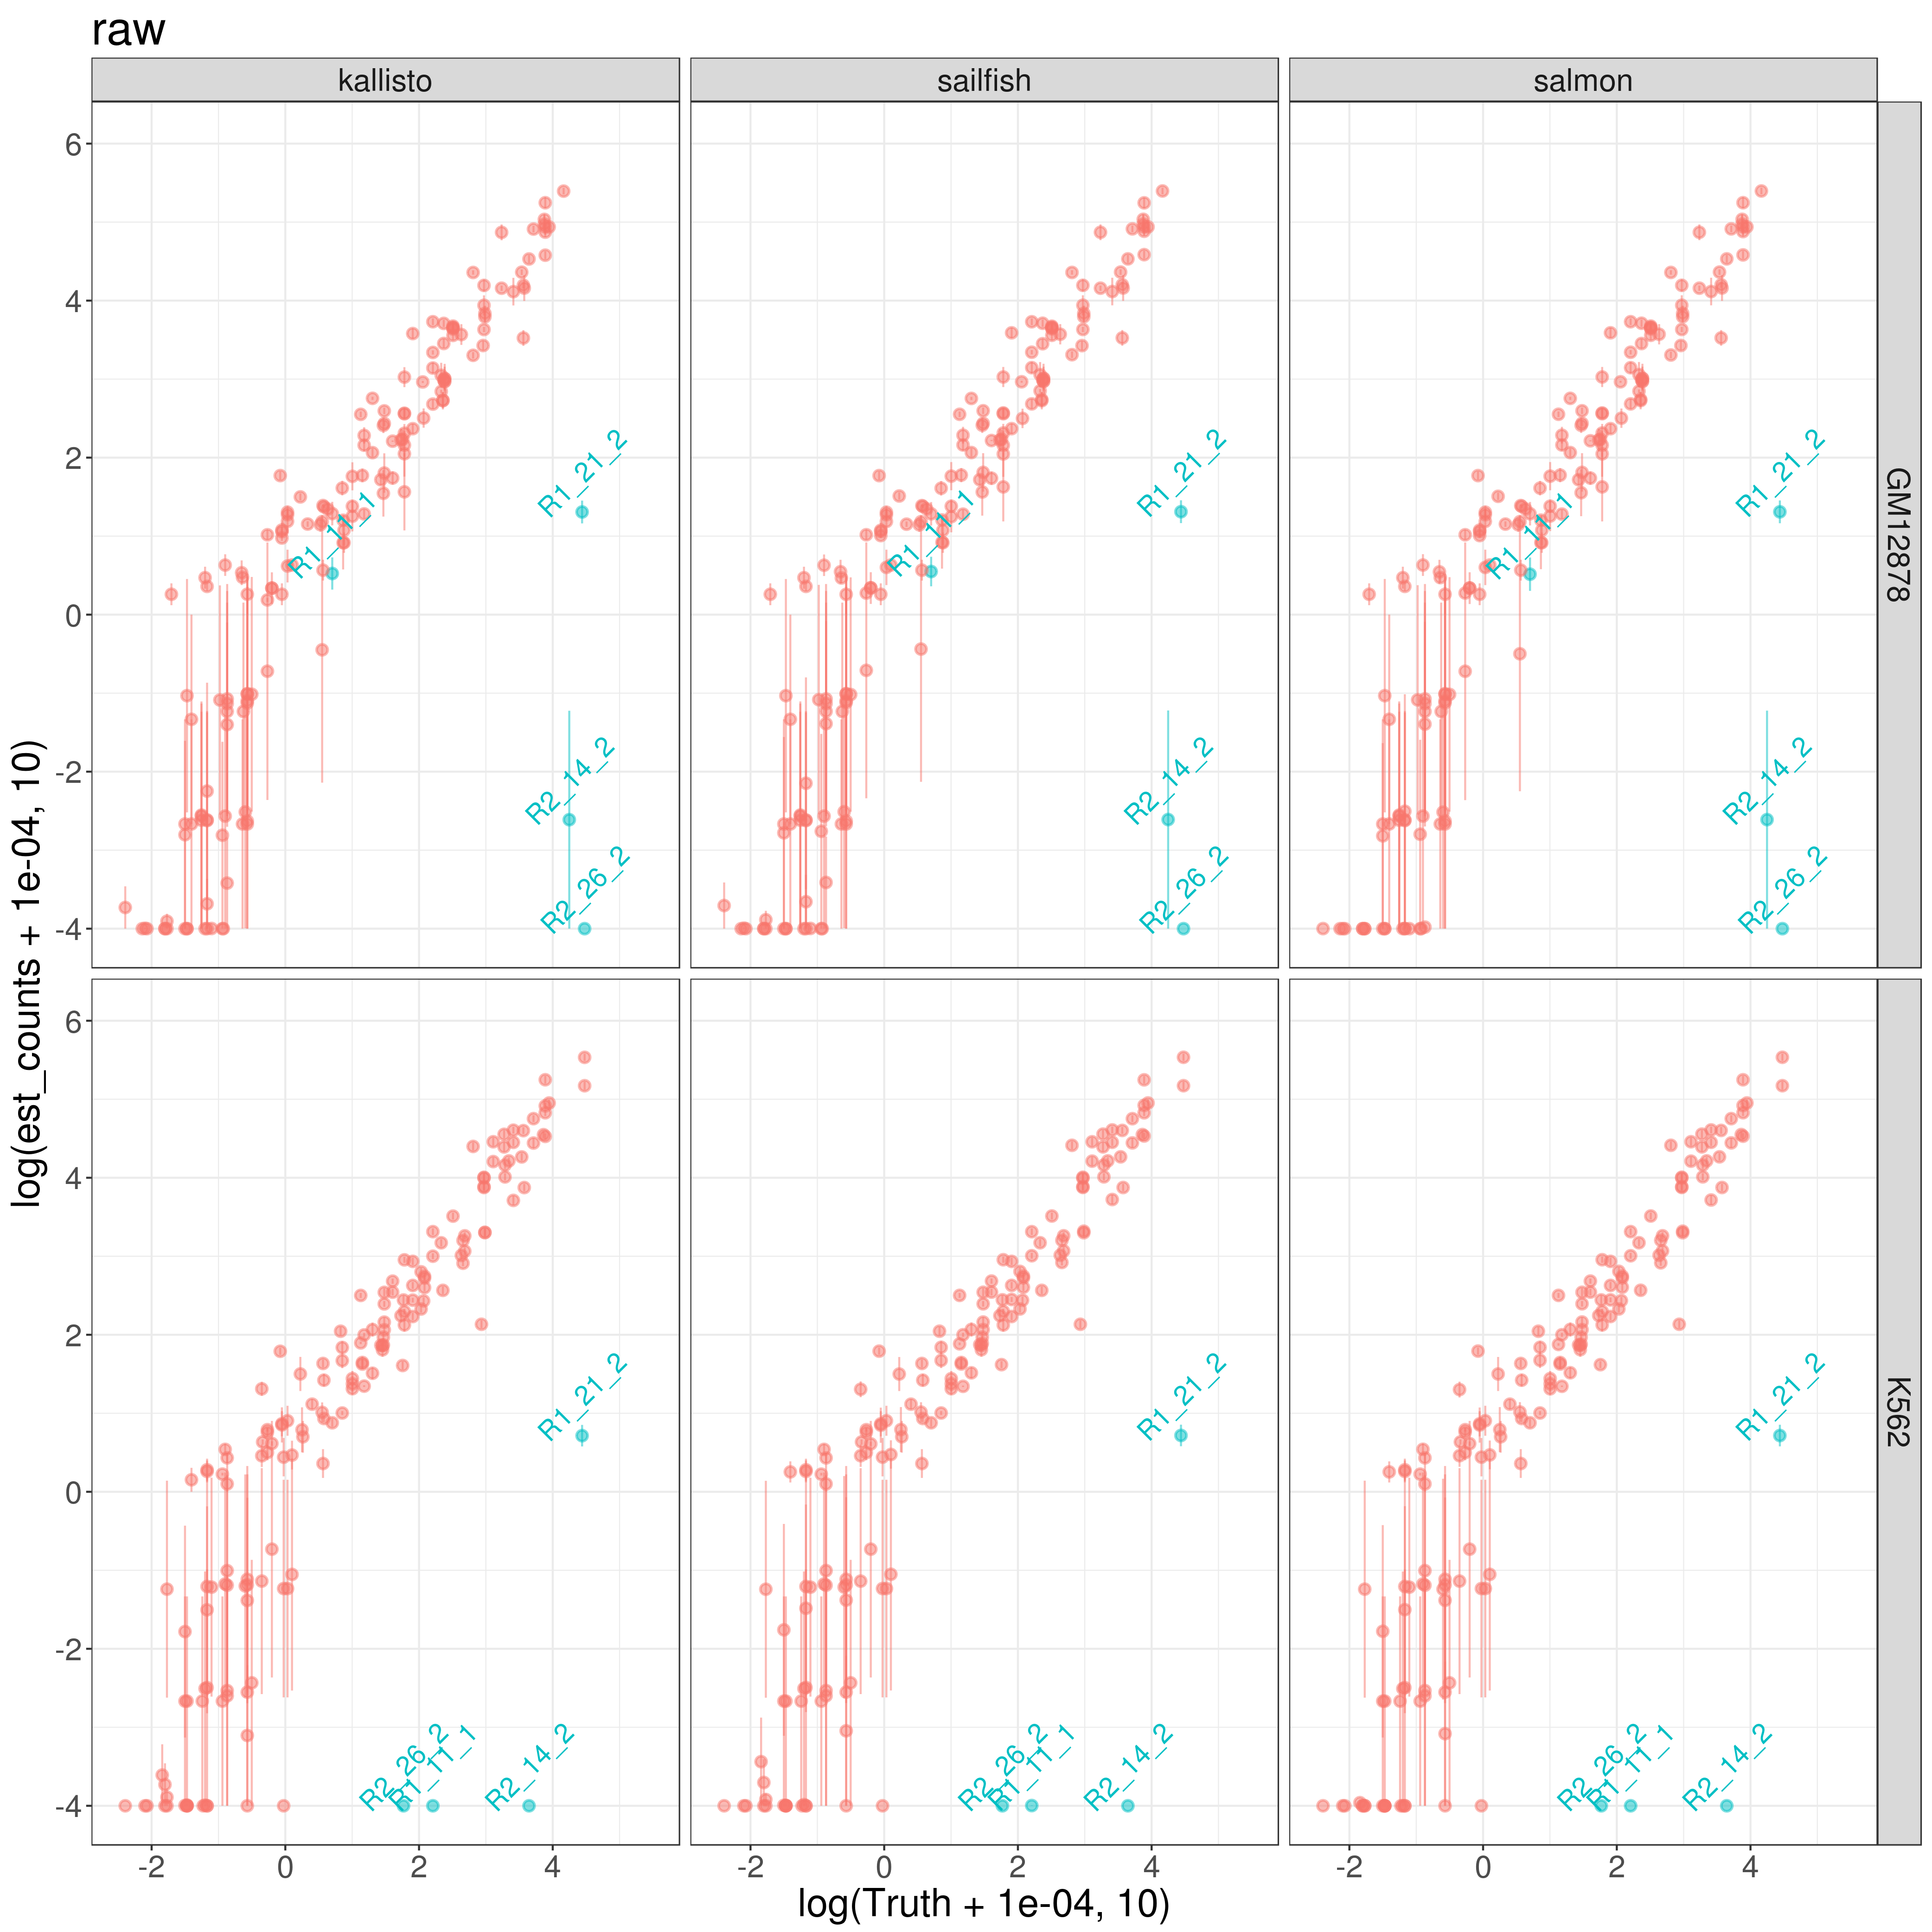 raw
kallisto
sailfish
salmon
GM12878
K562
log(est_counts + 1e-04, 10)
6
4
2
0
-2
-4
R1_21_2
R1_11_1
R2_14_2
R2_26_2
R1_21_2
R1_11_1
R2_14_2
R2_26_2
R1_21_2
R1_11_1
R2_14_2
R2_26_2
6
4
2
0
-2
-4
R1_21_2
R2_26_2
R1_11_1
R2_14_2
R1_21_2
R2_26_2
R1_11_1
R2_14_2
R1_21_2
R2_26_2
R1_11_1
R2_14_2
-2 0 2 4
-2 0 2 4
-2 0 2 4
log(Truth + 1e-04, 10)